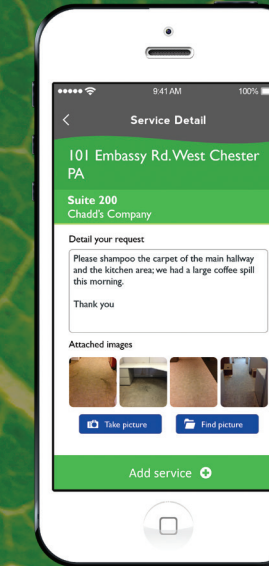 9:41 AM
100%
Service Detail
101 Embassy Rd. West Chester
PA
Suite 200
Chadd's Company
Detail your request
Please shampoo the carpet of the main hallway
and the kitchen area; we had a large coffee spill
this morning.
Thank you
Attached images
Take picture
Find picture
Add service